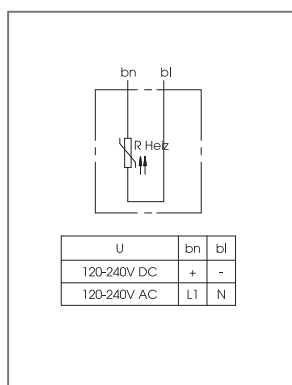 bn bl
R Heiz
U bn bl
120-240V DC + -
120-240V AC L1 N